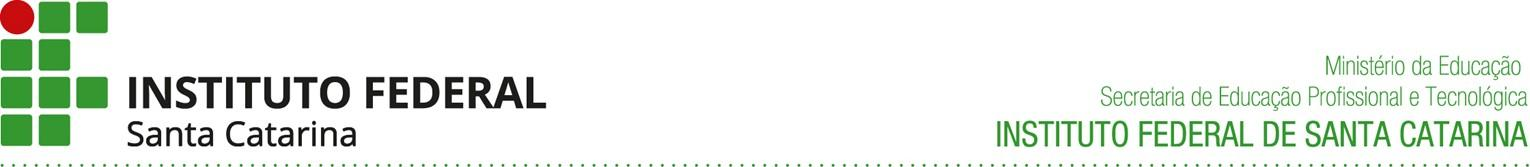 INSTITUTO FEDERAL
Santa Catarina
Ministério da Educação
Secretaria de Educação Profissional e Tecnológica
INSTITUTO FEDERAL DE SANTA CATARINA